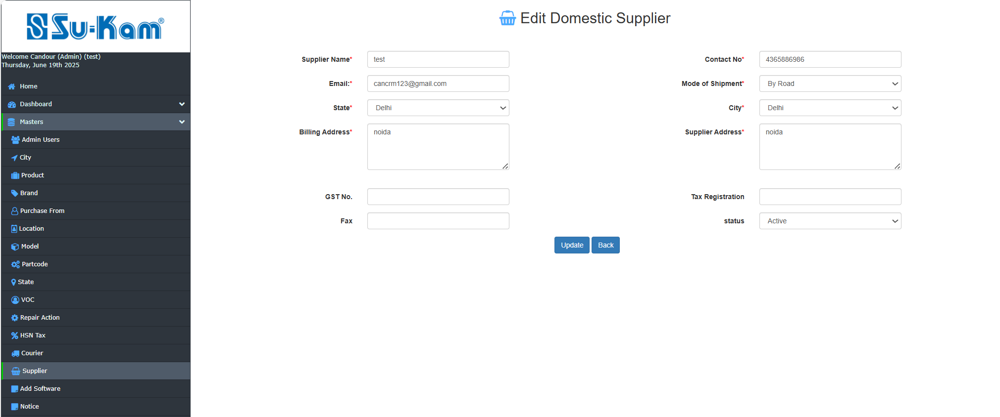 Su-Kam®
Welcome Candour (Admin) (test)
Thursday, June 19th 2025
Home
Dashboard
Masters
Admin Users
City
Product
Brand
Purchase From
Location
Model
Partcode
State
VOC
Repair Action
HSN Tax
Courier
Supplier
Add Software
Notice
Edit Domestic Supplier
Supplier Name* test Contact No* 4365886986
Email:* cancrm123@gmail.com Mode of Shipment* By Road
State* Delhi City* Delhi
Billing Address* noida Supplier Address* noida
GST No. Tax Registration
Fax status Active
Update Back